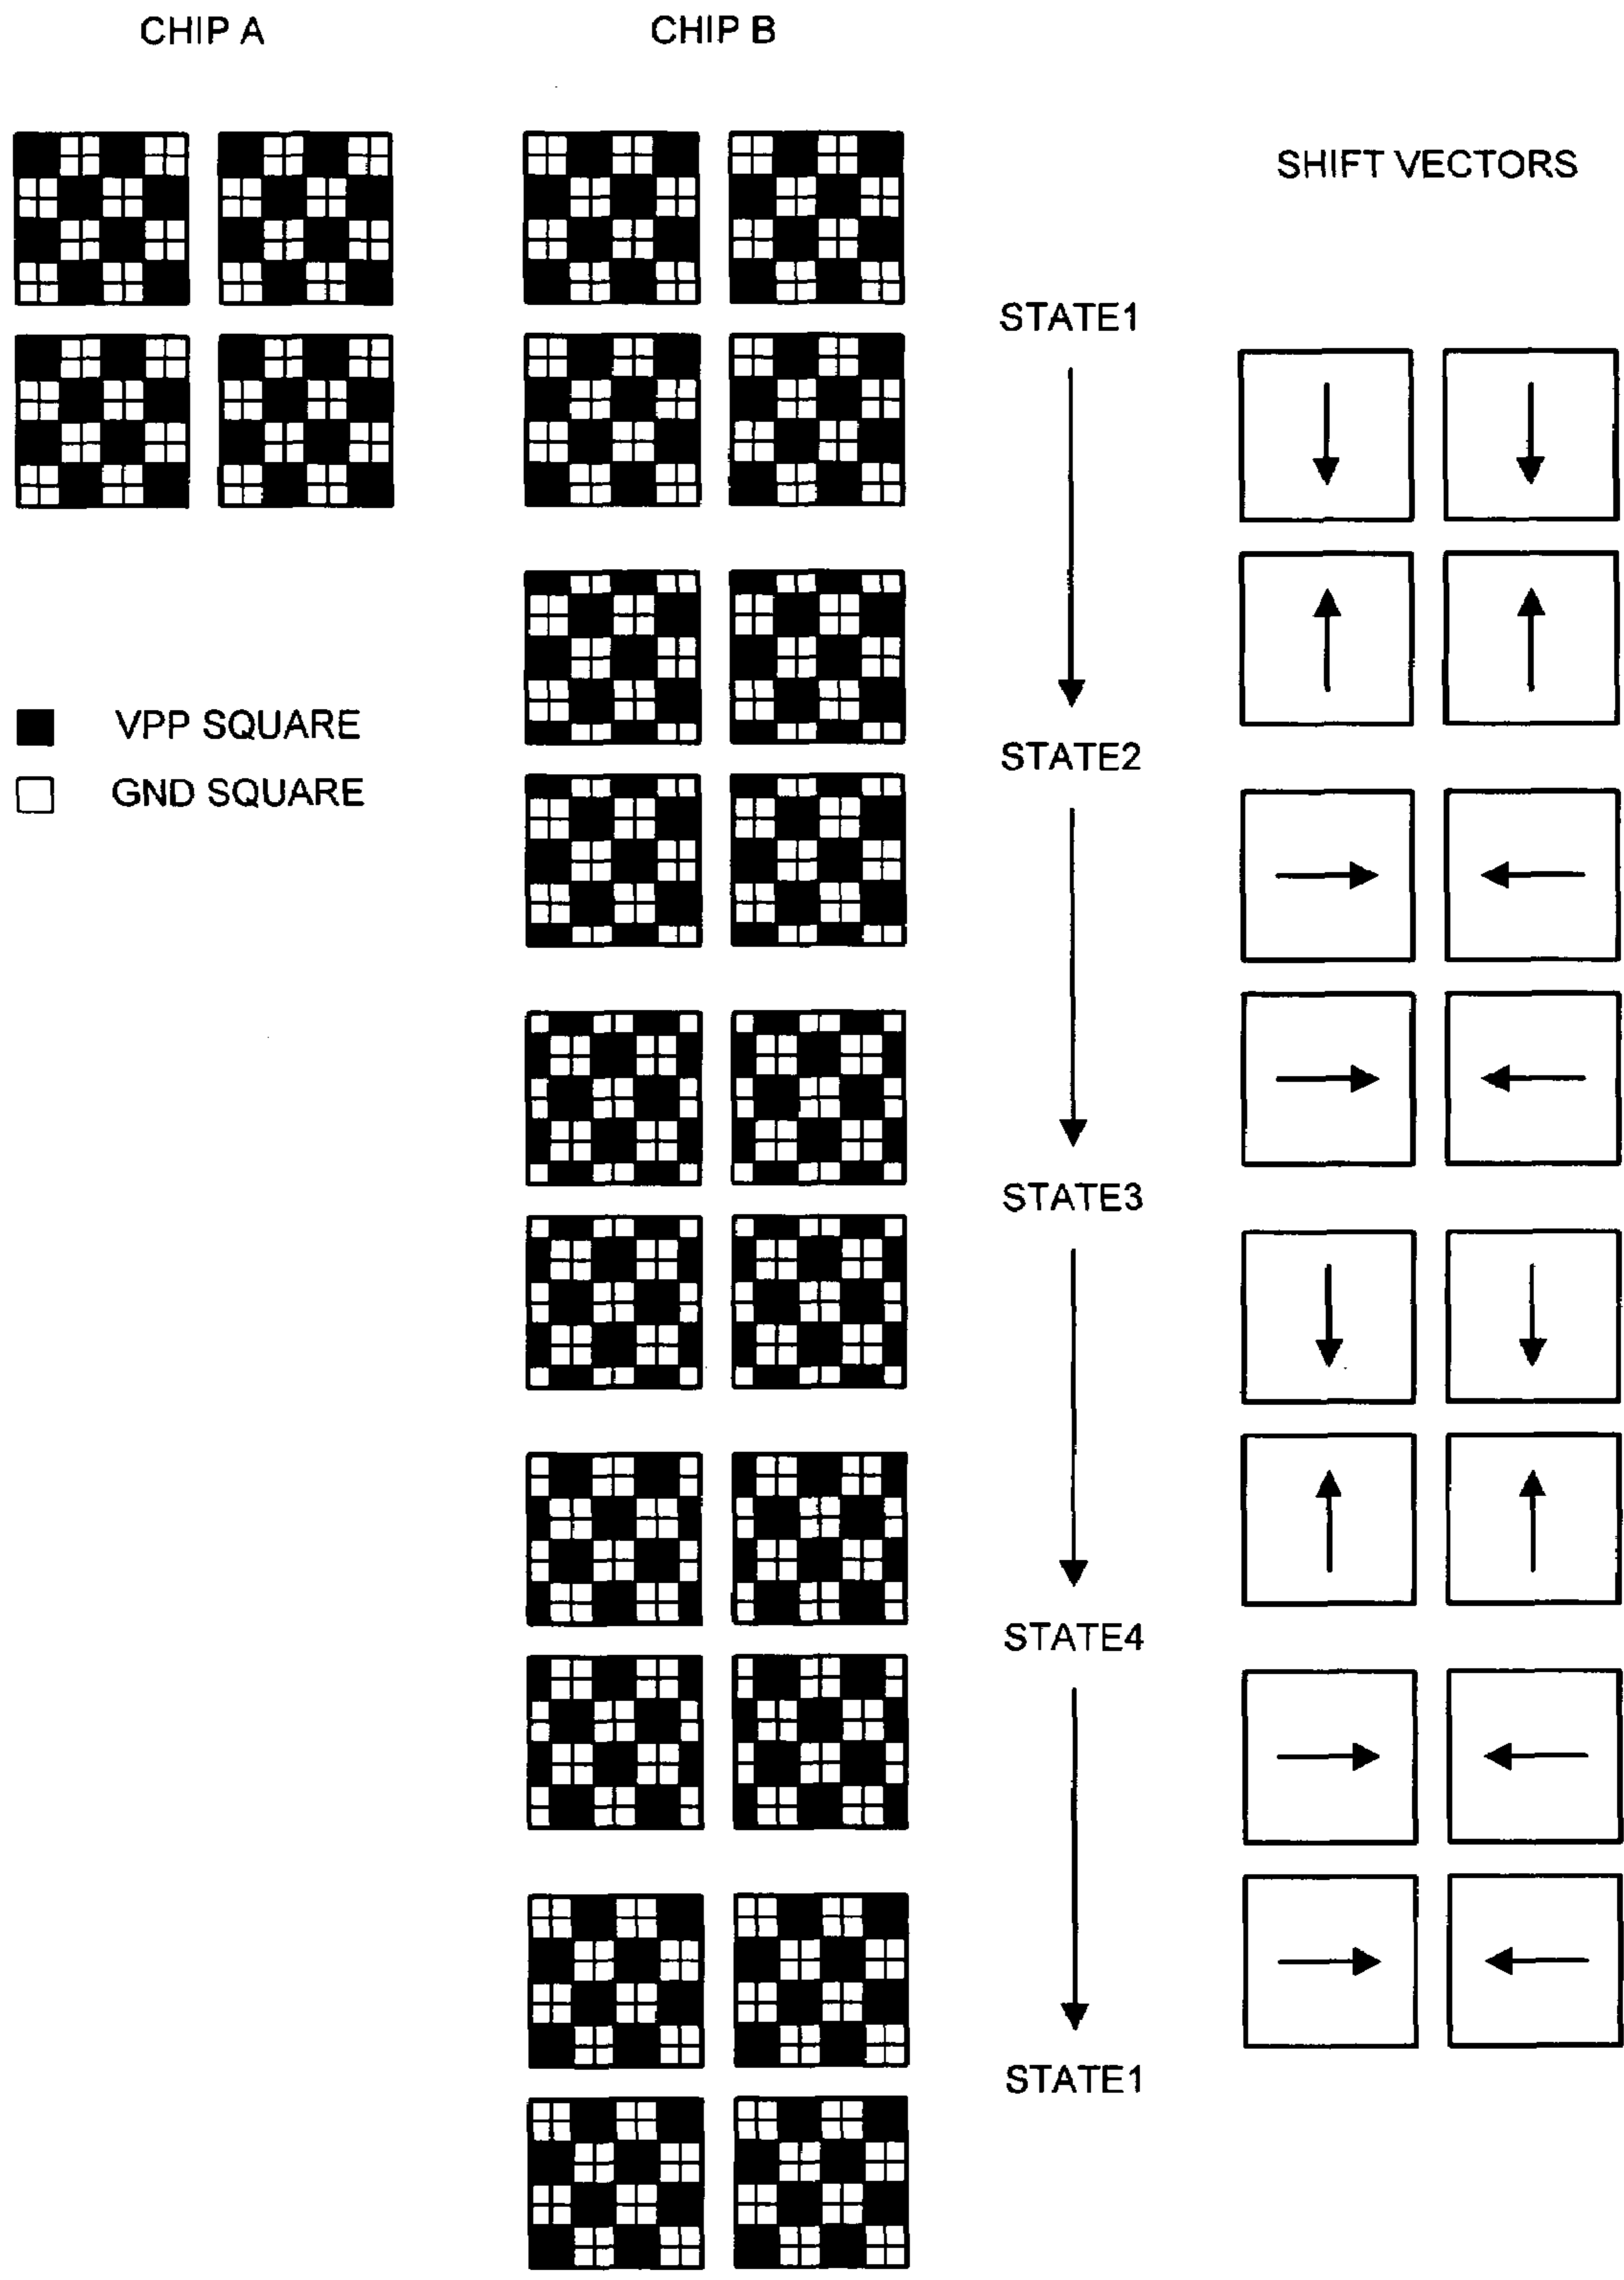 CHIP A
CHIP B
SHIFT VECTORS
STATE1
VPP SQUARE
GND SQUARE
STATE2
STATE3
STATE4
STATE1